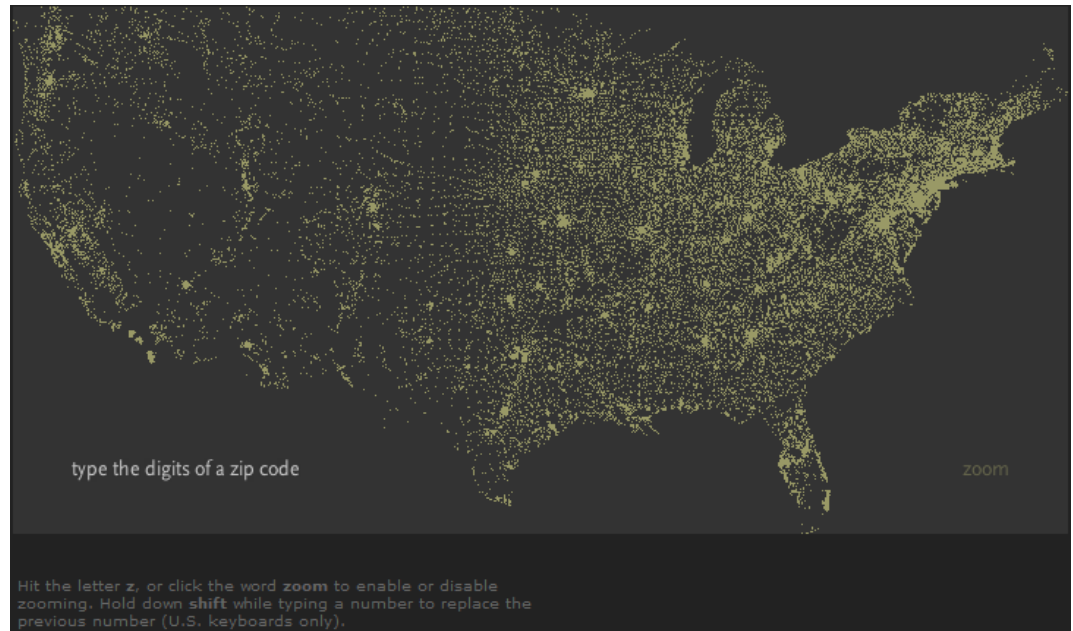 type the digits of a zip code
zoom
Hit the letter z, or click the word zoom to enable or disable
zooming. Hold down shift while typing a number to replace the
previous number (U.S. keyboards only).